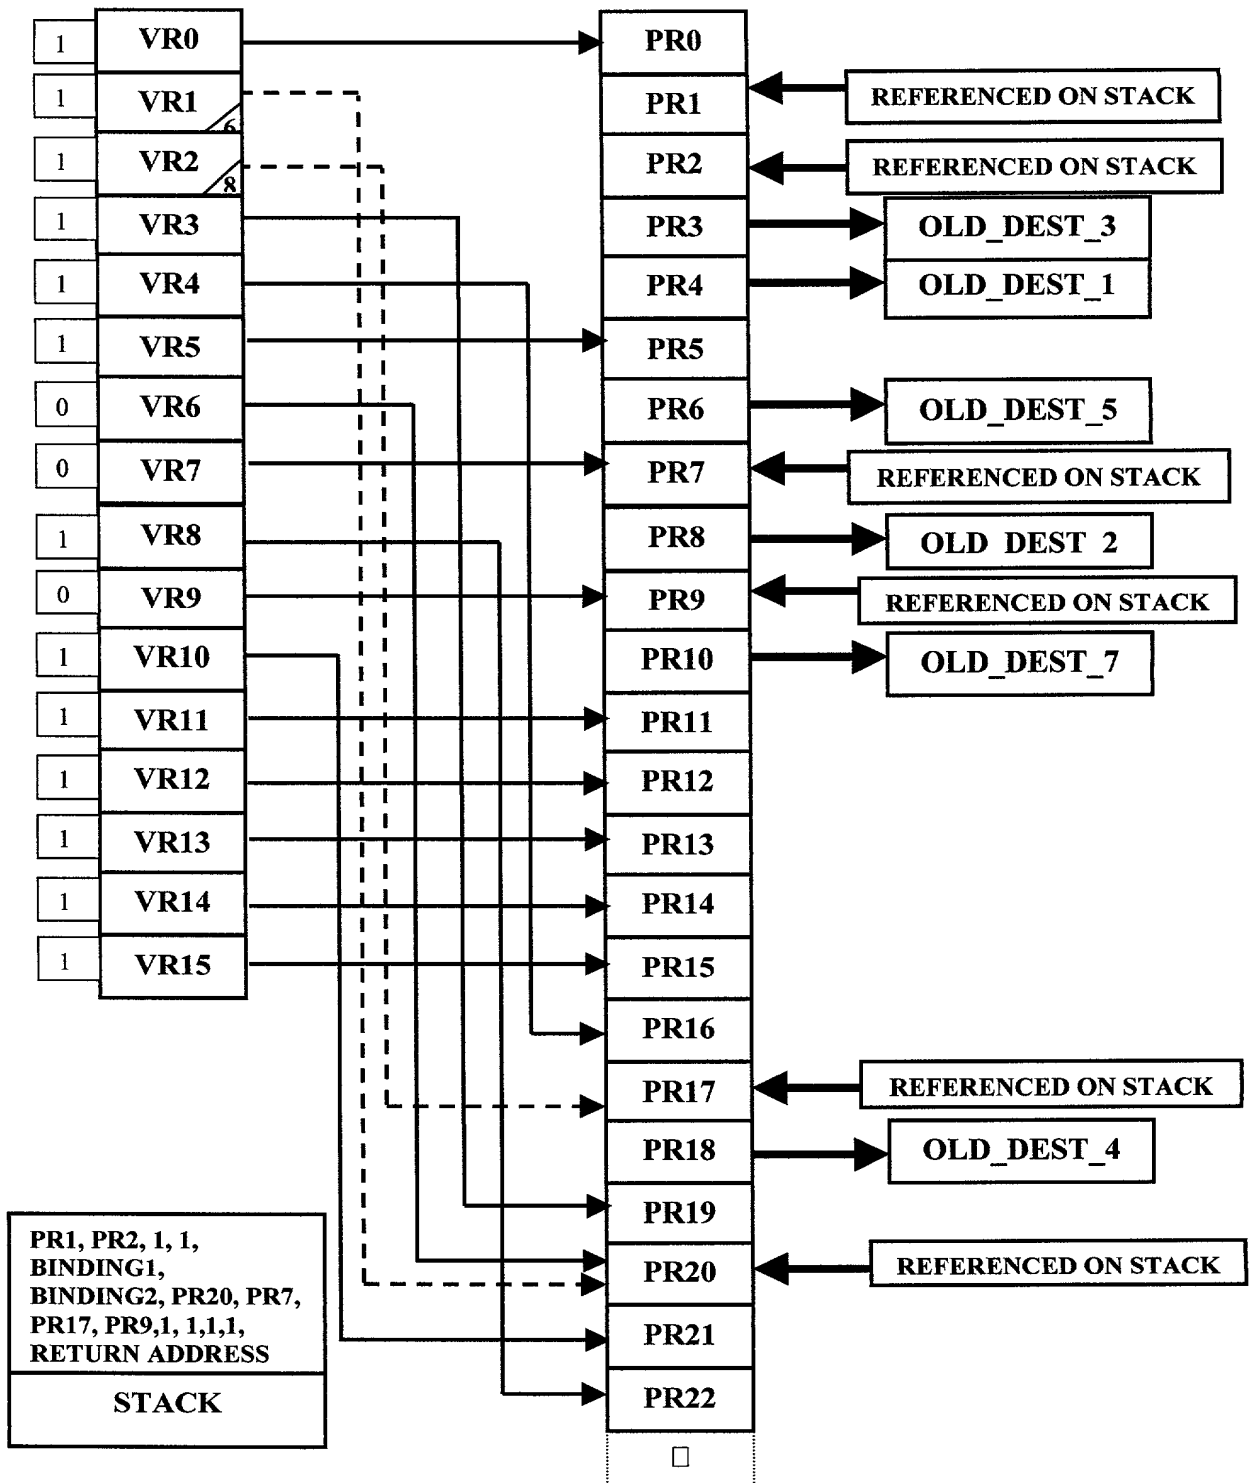 1 VR0 PR0
1 VR1 6 PR1 REFERENCED ON STACK
1 VR2 8 PR2 REFERENCED ON STACK
1 VR3 PR3 OLD_DEST_3
1 VR4 PR4 OLD_DEST_1
1 VR5 PR5
0 VR6 PR6 OLD_DEST_5
0 VR7 PR7 REFERENCED ON STACK
1 VR8 PR8 OLD DEST 2
0 VR9 PR9 REFERENCED ON STACK
1 VR10 PR10 OLD_DEST_7
1 VR11 PR11
1 VR12 PR12
1 VR13 PR13
1 VR14 PR14
1 VR15 PR15
PR16
PR17 REFERENCED ON STACK
PR18 OLD_DEST_4
PR19
PR20 REFERENCED ON STACK
PR21
PR22
PR1, PR2, 1, 1,
BINDING1,
BINDING2, PR20, PR7,
PR17, PR9,1, 1,1,1,
RETURN ADDRESS
STACK